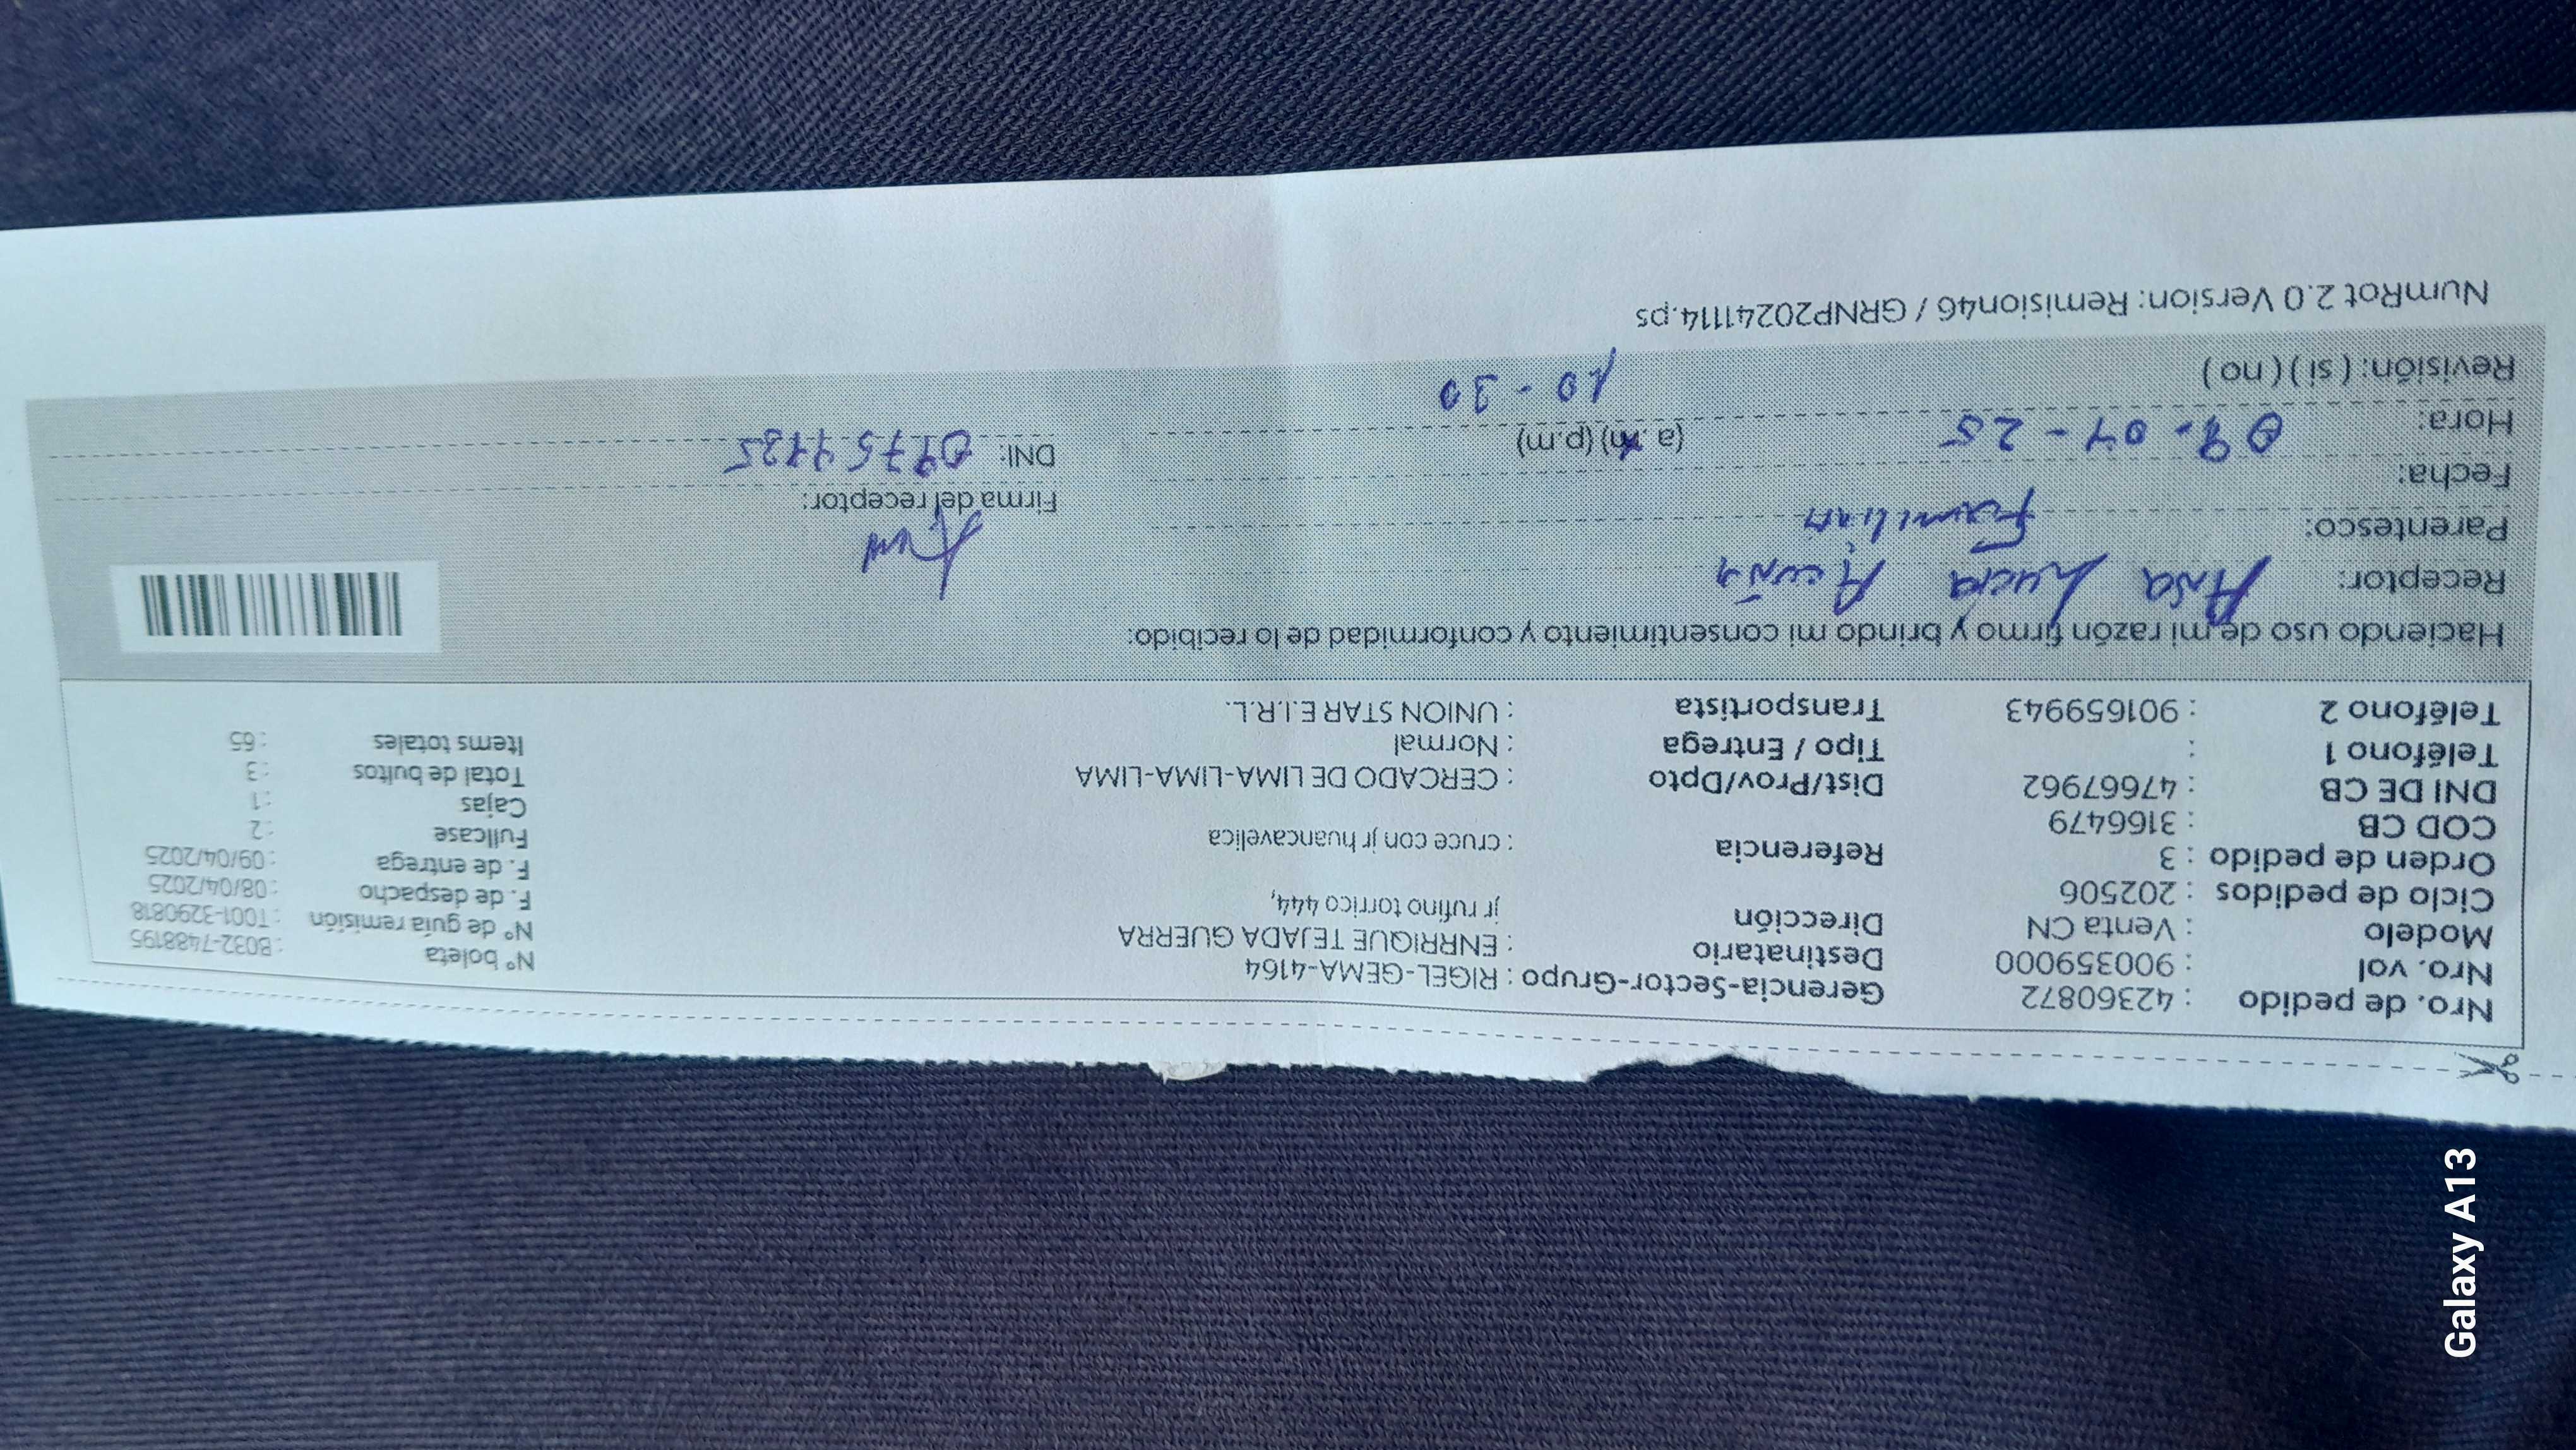 Nro. de pedido : 42360872 Gerencia-Sector-Grupo : RIGEL-GEMA-4164 N° boleta : B032-7488195
Nro. vol : 900359000 Destinatario : ENRIQUE TEJADA GUERRA N° de guía remisión : T001-3290818
Modelo : Venta CN Dirección jr rufino torrico 444, F. de despacho : 08/04/2025
Ciclo de pedidos : 202506 F. de entrega : 09/04/2025
Orden de pedido : 3 Referencia : cruce con jr huancavelica Fullcase : 2
COD CB : 3166479 Cajas : 1
DNI DE CB : 47667962 Dist/Prov/Dpto : CERCADO DE LIMA-LIMA-LIMA Total de bultos : 3
Teléfono 1 : Tipo / Entrega : Normal Items totales : 65
Teléfono 2 : 901659943 Transportista : UNION STAR E.I.R.L.
Haciendo uso de mi razón firmo y brindo mi consentimiento y conformidad de lo recibido:
Receptor: Ana Lucia Acuña
Parentesco: Familiar Firma del receptor:
Fecha: 09-04-25 DNI:
Hora: (a.m) (p.m) 10-30
Revisión: ( si ) ( no )
NumRot 2.0 Version: Remision46 / GRNP20241114.ps
Galaxy A13